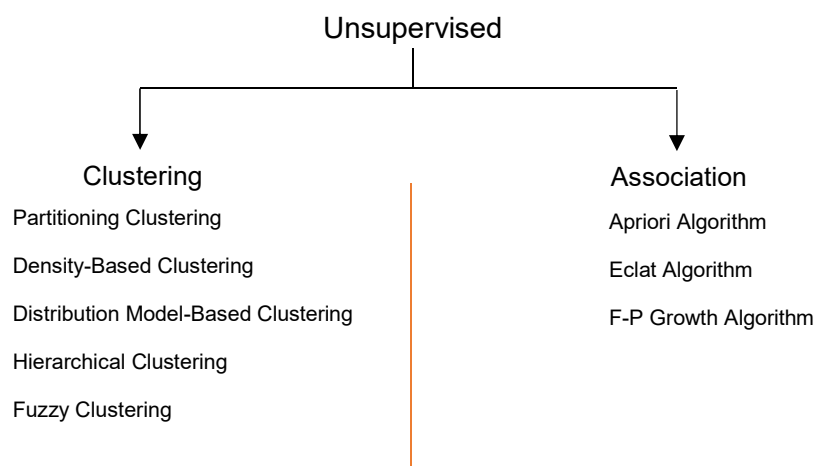 Unsupervised
Clustering
Partitioning Clustering
Density-Based Clustering
Distribution Model-Based Clustering
Hierarchical Clustering
Fuzzy Clustering
Association
Apriori Algorithm
Eclat Algorithm
F-P Growth Algorithm